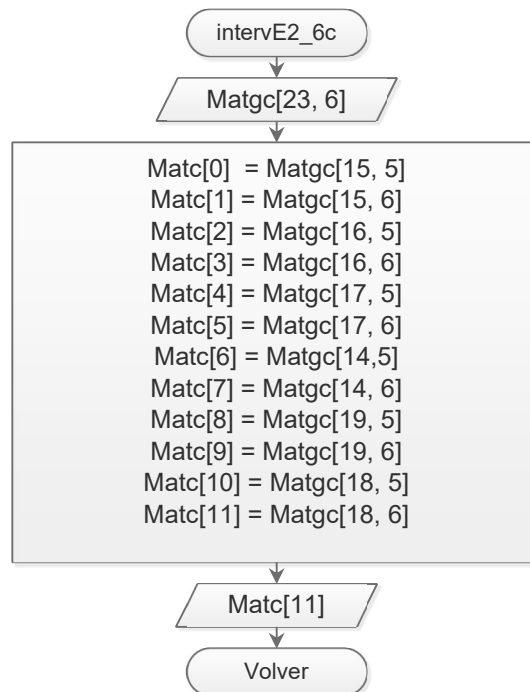 intervE2_6c
Matgc[23, 6]
Matc[0]  = Matgc[15, 5]
Matc[1] = Matgc[15, 6]
Matc[2] = Matgc[16, 5]
Matc[3] = Matgc[16, 6]
Matc[4] = Matgc[17, 5]
Matc[5] = Matgc[17, 6]
Matc[6] = Matgc[14,5]
Matc[7] = Matgc[14, 6]
Matc[8] = Matgc[19, 5]
Matc[9] = Matgc[19, 6]
Matc[10] = Matgc[18, 5]
Matc[11] = Matgc[18, 6]
Matc[11]
Volver